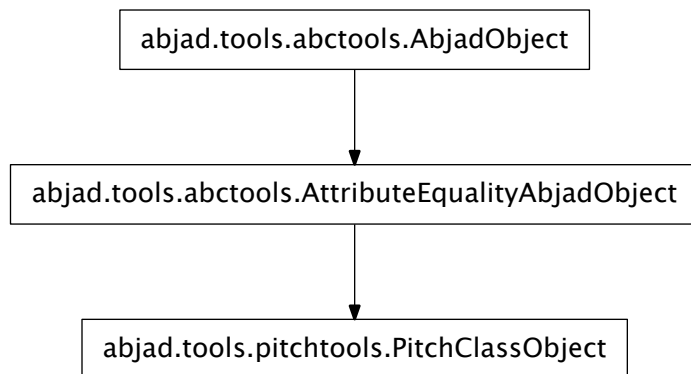 abjad.tools.abctools.AbjadObject
abjad.tools.abctools.AttributeEqualityAbjadObject
abjad.tools.pitchtools.PitchClassObject